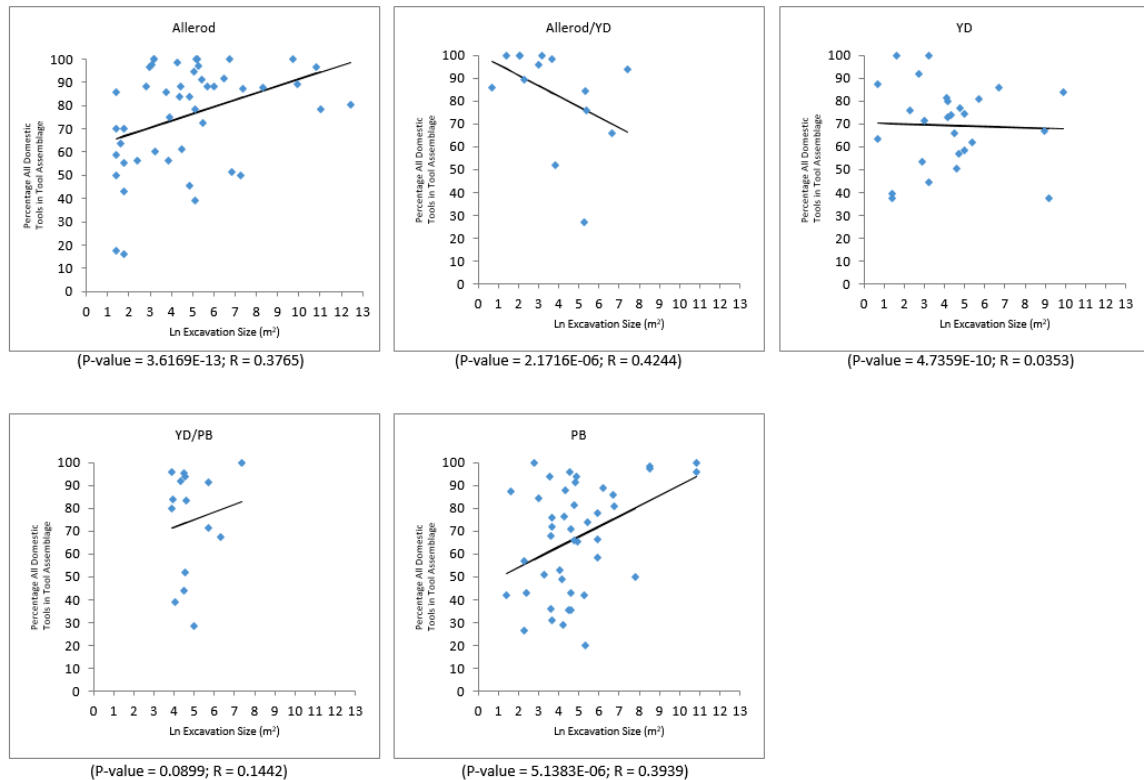 Allerod
100
90
80
70
60
50
40
30
20
10
0
Percentage All Domestic
Tools in Tool Assemblage
0 1 2 3 4 5 6 7 8 9 10 11 12 13
Ln Excavation Size (m²)
(P-value = 3.6169E-13; R = 0.3765)
Allerod/YD
100
90
80
70
60
50
40
30
20
10
0
Percentage All Domestic
Tools in Tool Assemblage
0 1 2 3 4 5 6 7 8 9 10 11 12 13
Ln Excavation Size (m²)
(P-value = 2.1716E-06; R = 0.4244)
YD
100
90
80
70
60
50
40
30
20
10
0
Percentage All Domestic
Tools in Tool Assemblage
0 1 2 3 4 5 6 7 8 9 10 11 12 13
Ln Excavation Size (m²)
(P-value = 4.7359E-10; R = 0.0353)
YD/PB
100
90
80
70
60
50
40
30
20
10
0
Percentage All Domestic
Tools in Tool Assemblage
0 1 2 3 4 5 6 7 8 9 10 11 12 13
Ln Excavation Size (m²)
(P-value = 0.0899; R = 0.1442)
PB
100
90
80
70
60
50
40
30
20
10
0
Percentage All Domestic
Tools in Tool Assemblage
0 1 2 3 4 5 6 7 8 9 10 11 12 13
Ln Excavation Size (m²)
(P-value = 5.1383E-06; R = 0.3939)